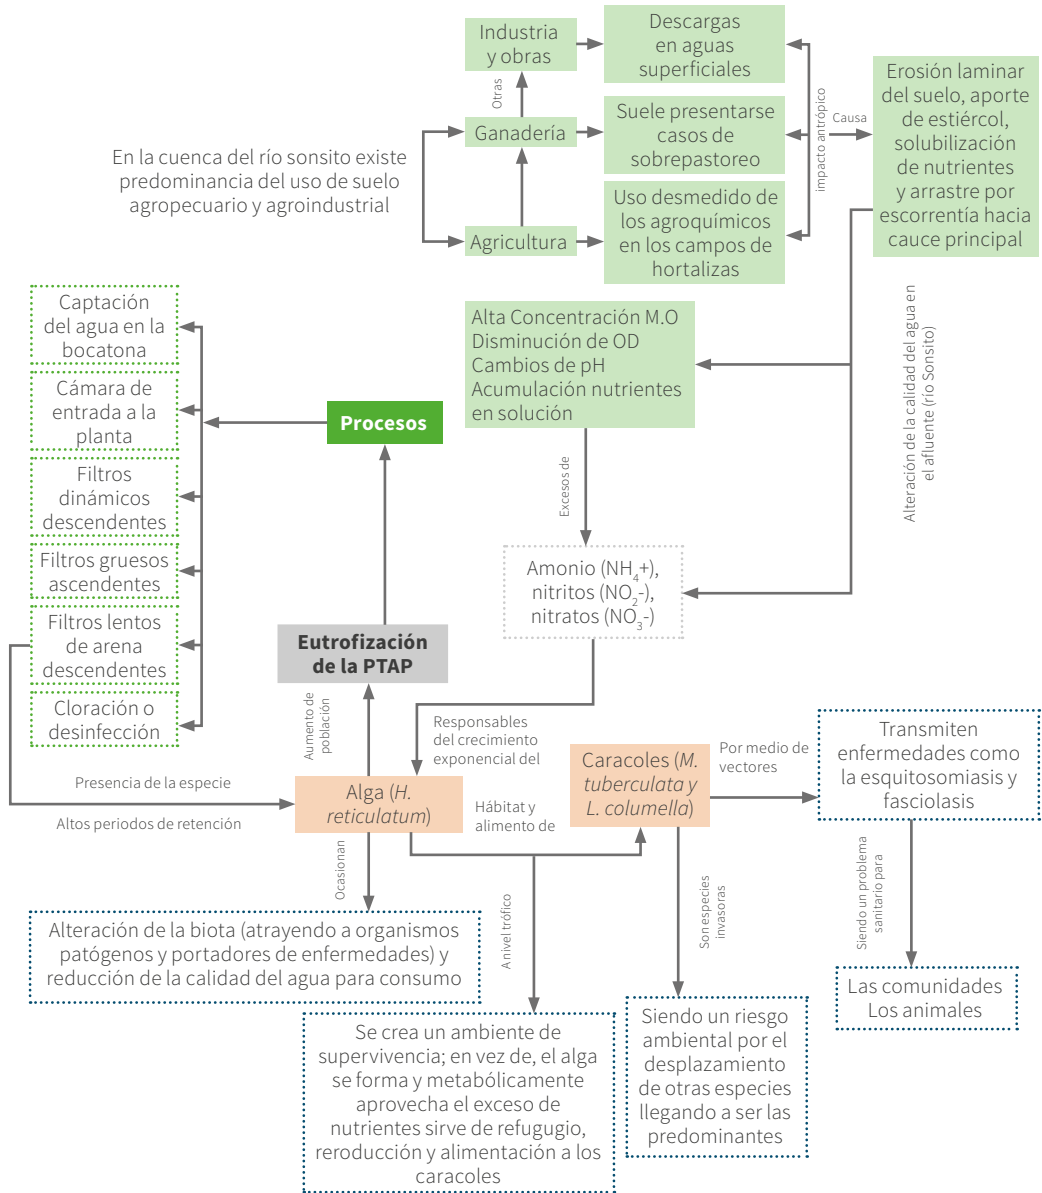 Industria
y obras
Descargas
en aguas
superficiales
Otras
Ganadería
Suele presentarse
casos de
sobrepastoreo
impacto antrópico
Causa
Erosión laminar
del suelo, aporte
de estiércol,
solubilización
de nutrientes
y arrastre por
escorrentía hacia
cauce principal
En la cuenca del río sonsito existe
predominancia del uso de suelo
agropecuario y agroindustrial
Agricultura
Uso desmedido de
los agroquímicos
en los campos de
hortalizas
Captación
del agua en la
bocatona
Cámara de
entrada a la
planta
Filtros
dinámicos
descendentes
Filtros gruesos
ascendentes
Filtros lentos
de arena
descendentes
Cloración o
desinfección
Procesos
Alta Concentración M.O
Disminución de OD
Cambios de pH
Acumulación nutrientes
en solución
Alteración de la calidad del agua en
el afluente (río Sonsito)
Excesos de
Amonio (NH4+),
nitritos (NO2-),
nitratos (NO3-)
Eutrofización
de la PTAP
Aumento de
población
Responsables
del crecimiento
exponencial del
Presencia de la especie
Altos periodos de retención
Alga (H.
reticulatum)
Hábitat y
alimento de
Caracoles (M.
tuberculata y
L. columella)
Por medio de
vectores
Transmiten
enfermedades como
la esquitosomiasis y
fasciolasis
Ocasionan
A nivel trófico
Son especies
invasoras
Siendo un problema
sanitario para
Alteración de la biota (atrayendo a organismos
patógenos y portadores de enfermedades) y
reducción de la calidad del agua para consumo
Las comunidades
Los animales
Se crea un ambiente de
supervivencia; en vez de, el alga
se forma y metabólicamente
aprovecha el exceso de
nutrientes sirve de refugugio,
reroducción y alimentación a los
caracoles
Siendo un riesgo
ambiental por el
desplazamiento
de otras especies
llegando a ser las
predominantes